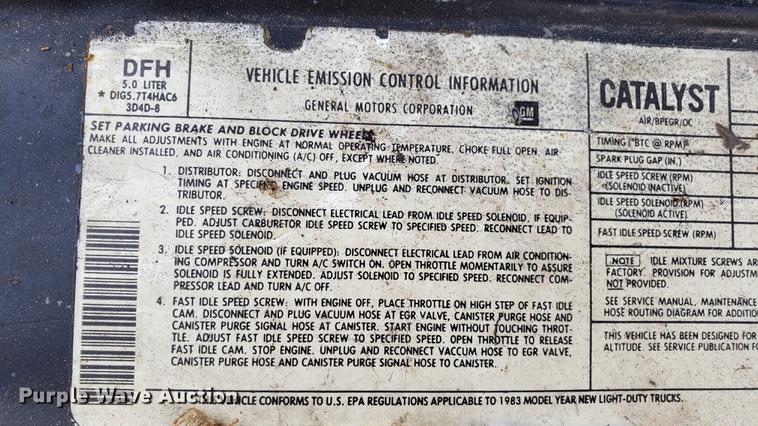 DFH
5.0 LITER
* DIG5.7T4HAC6
3D4D-8
VEHICLE EMISSION CONTROL INFORMATION
GENERAL MOTORS CORPORATION
GM
SET PARKING BRAKE AND BLOCK DRIVE WHEELS
MAKE ALL ADJUSTMENTS WITH ENGINE AT NORMAL OPERATING TEMPERATURE, CHOKE FULL OPEN, AIR
CLEANER INSTALLED, AND AIR CONDITIONING (A/C) OFF, EXCEPT WHERE NOTED.
1. DISTRIBUTOR: DISCONNECT AND PLUG VACUUM HOSE AT DISTRIBUTOR. SET IGNITION
TIMING AT SPECIFIED ENGINE SPEED. UNPLUG AND RECONNECT VACUUM HOSE TO DIS-
TRIBUTOR.
2. IDLE SPEED SCREW: DISCONNECT ELECTRICAL LEAD FROM IDLE SPEED SOLENOID, IF EQUIP-
PED. ADJUST CARBURETOR IDLE SPEED SCREW TO SPECIFIED SPEED. RECONNECT LEAD TO
IDLE SPEED SOLENOID.
3. IDLE SPEED SOLENOID (IF EQUIPPED): DISCONNECT ELECTRICAL LEAD FROM AIR CONDITION-
ING COMPRESSOR AND TURN A/C SWITCH ON. OPEN THROTTLE MOMENTARILY TO ASSURE
SOLENOID IS FULLY EXTENDED. ADJUST SOLENOID TO SPECIFIED SPEED. RECONNECT COM-
PRESSOR LEAD AND TURN A/C OFF.
4. FAST IDLE SPEED SCREW: WITH ENGINE OFF, PLACE THROTTLE ON HIGH STEP OF FAST IDLE
CAM. DISCONNECT AND PLUG VACUUM HOSE AT EGR VALVE, CANISTER PURGE HOSE AND
CANISTER PURGE SIGNAL HOSE AT CANISTER. START ENGINE WITHOUT TOUCHING THROT-
TLE. ADJUST FAST IDLE SPEED SCREW TO SPECIFIED SPEED. OPEN THROTTLE TO RELEASE
FAST IDLE CAM. STOP ENGINE. UNPLUG AND RECONNECT VACCUM HOSE TO EGR VALVE,
CANISTER PURGE HOSE AND CANISTER PURGE SIGNAL HOSE TO CANISTER.
VEHICLE CONFORMS TO U.S. EPA REGULATIONS APPLICABLE TO 1983 MODEL YEAR NEW LIGHT-DUTY TRUCKS.
CATALYST
AIR/BPEGR/OC
TIMING (°BTC @ RPM)
SPARK PLUG GAP (IN.)
IDLE SPEED SCREW (RPM)
(SOLENOID INACTIVE)
IDLE SPEED SOLENOID (RPM)
(SOLENOID ACTIVE)
FAST IDLE SPEED SCREW (RPM)
NOTE IDLE MIXTURE SCREWS AR
FACTORY. PROVISION FOR ADJUSTM
NOT PROVIDED.
SEE SERVICE MANUAL, MAINTENANCE
HOSE ROUTING DIAGRAM FOR ADDITIO
THIS VEHICLE HAS BEEN DESIGNED FOR
ALTITUDE. SEE SERVICE PUBLICATION FO
Purple Wave Auction